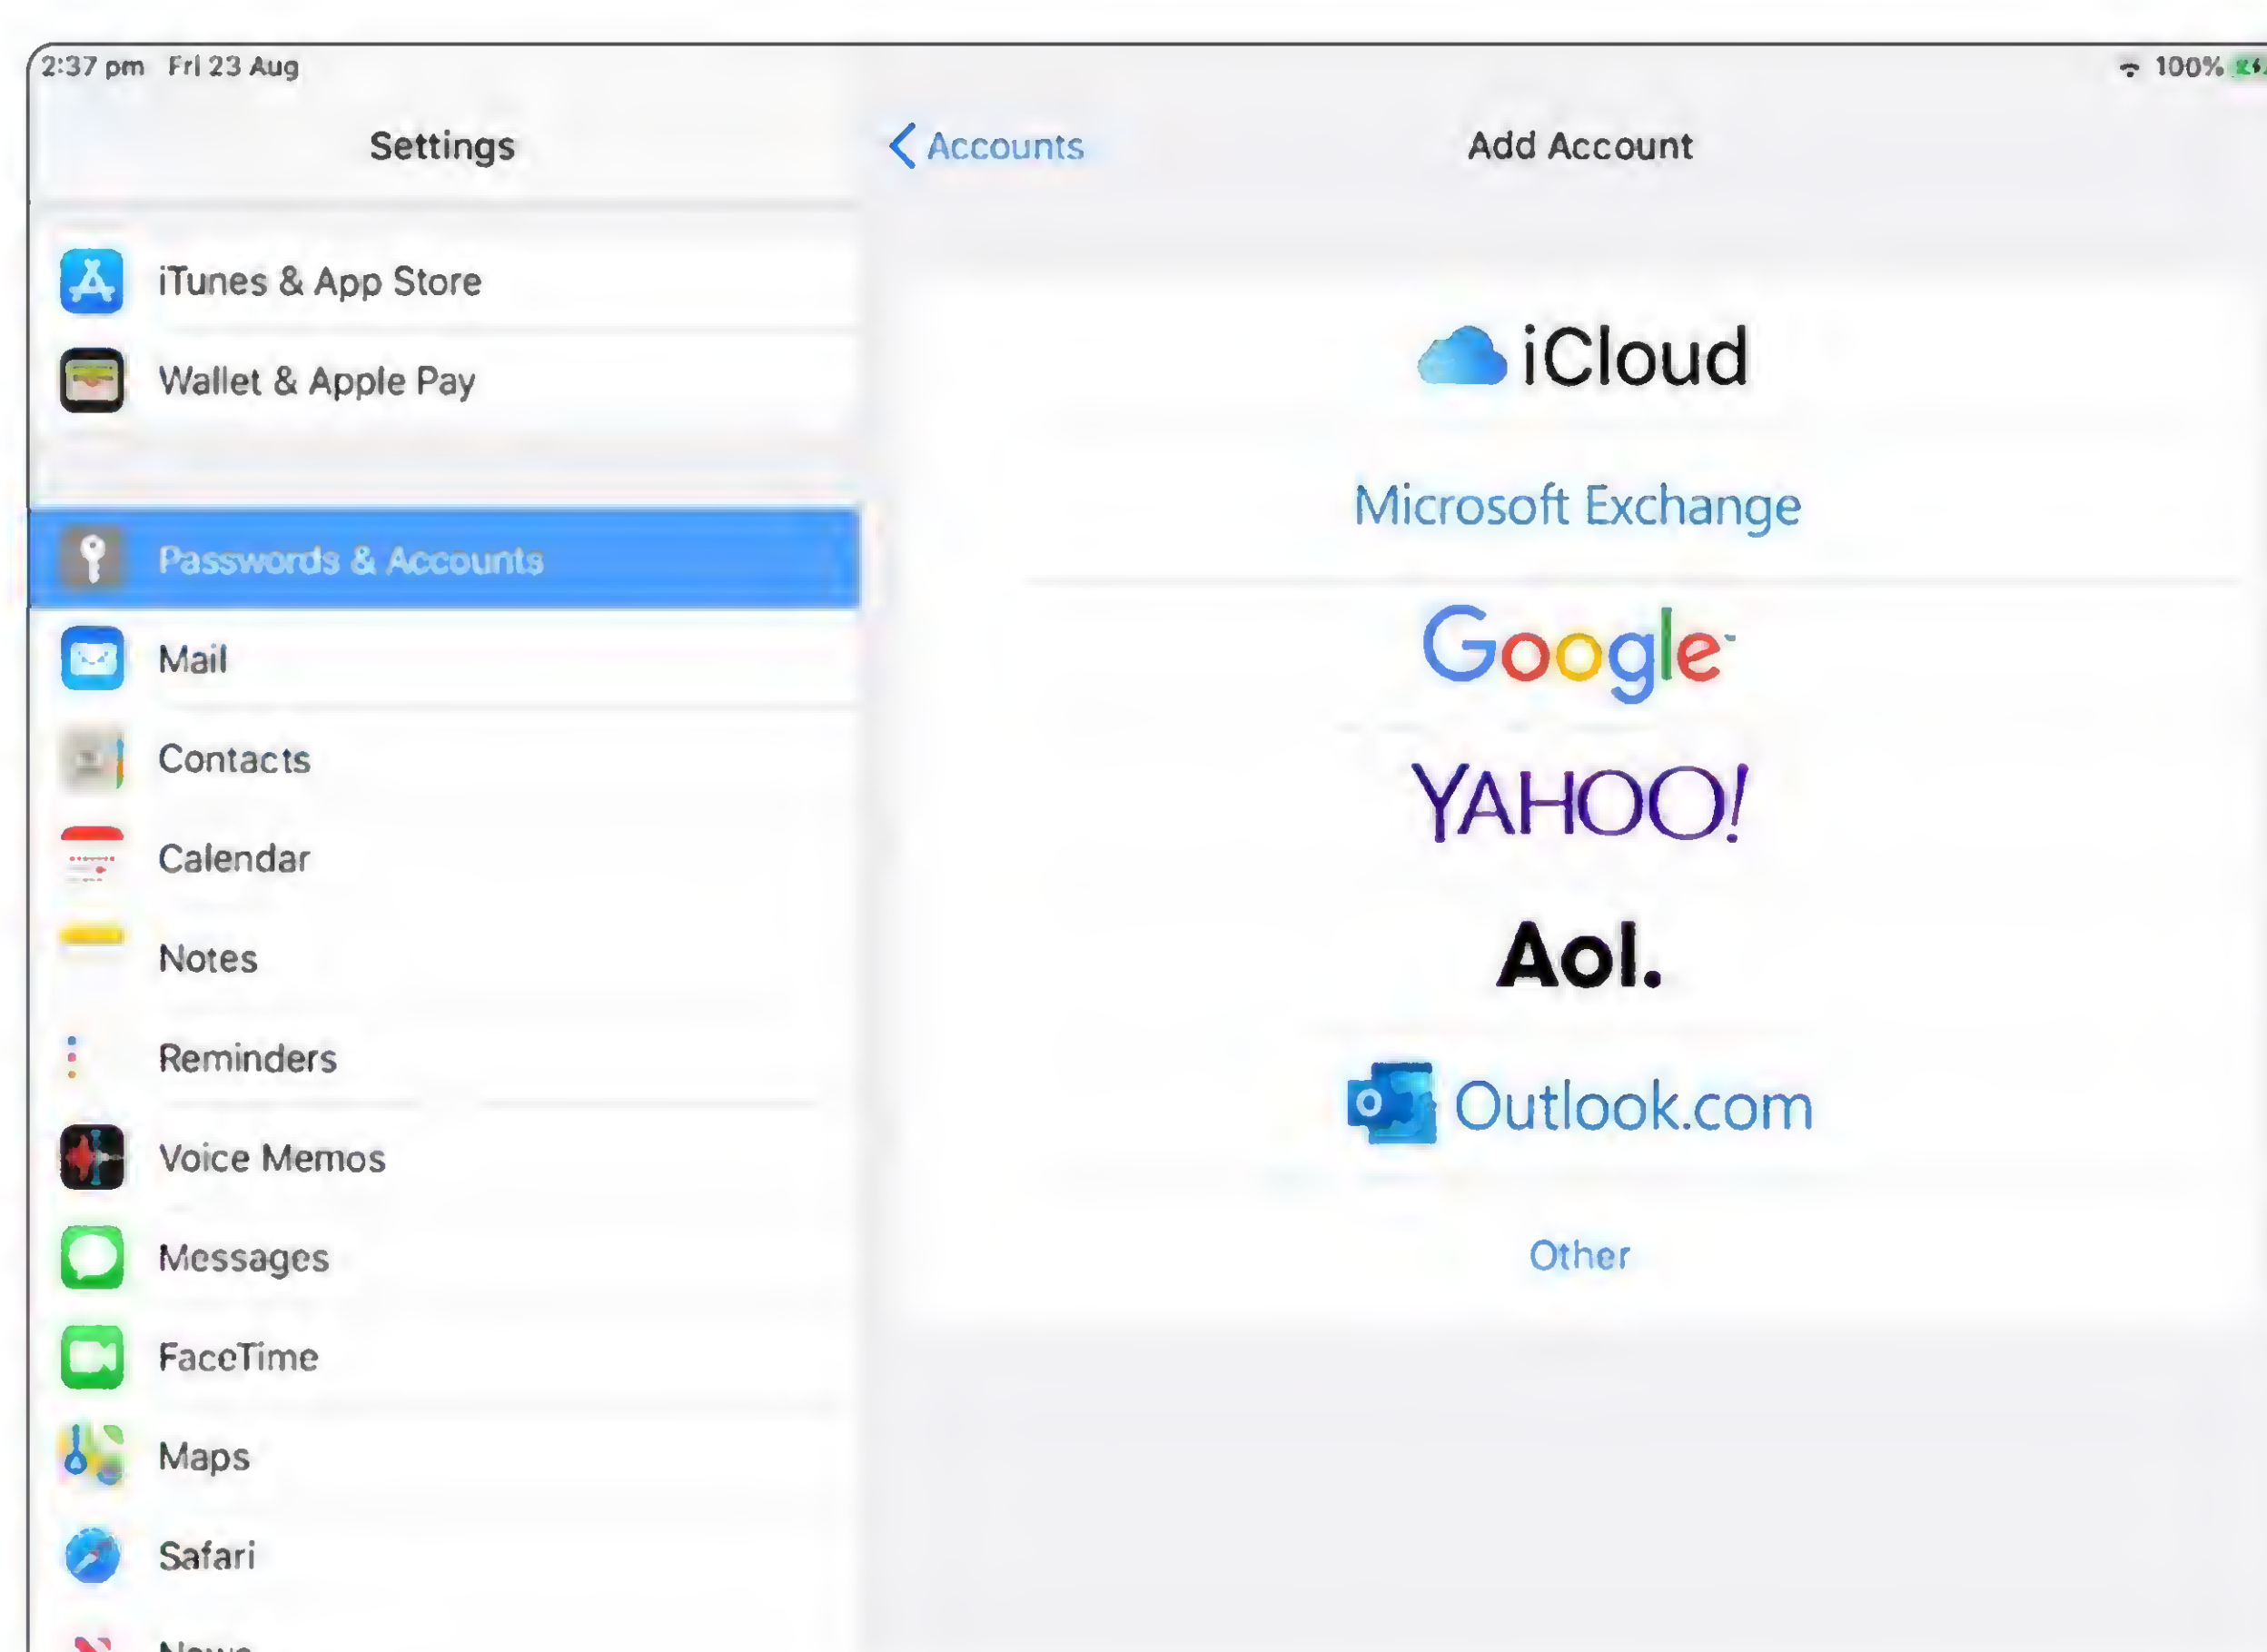 2:37 pm Fri 23 Aug
100%
Settings
Accounts
Add Account
iTunes & App Store
Wallet & Apple Pay
Passwords & Accounts
Mail
Contacts
Calendar
Notes
Reminders
Voice Memos
Messages
FaceTime
Maps
Safari
iCloud
Microsoft Exchange
Google
YAHOO!
Aol.
Outlook.com
Other